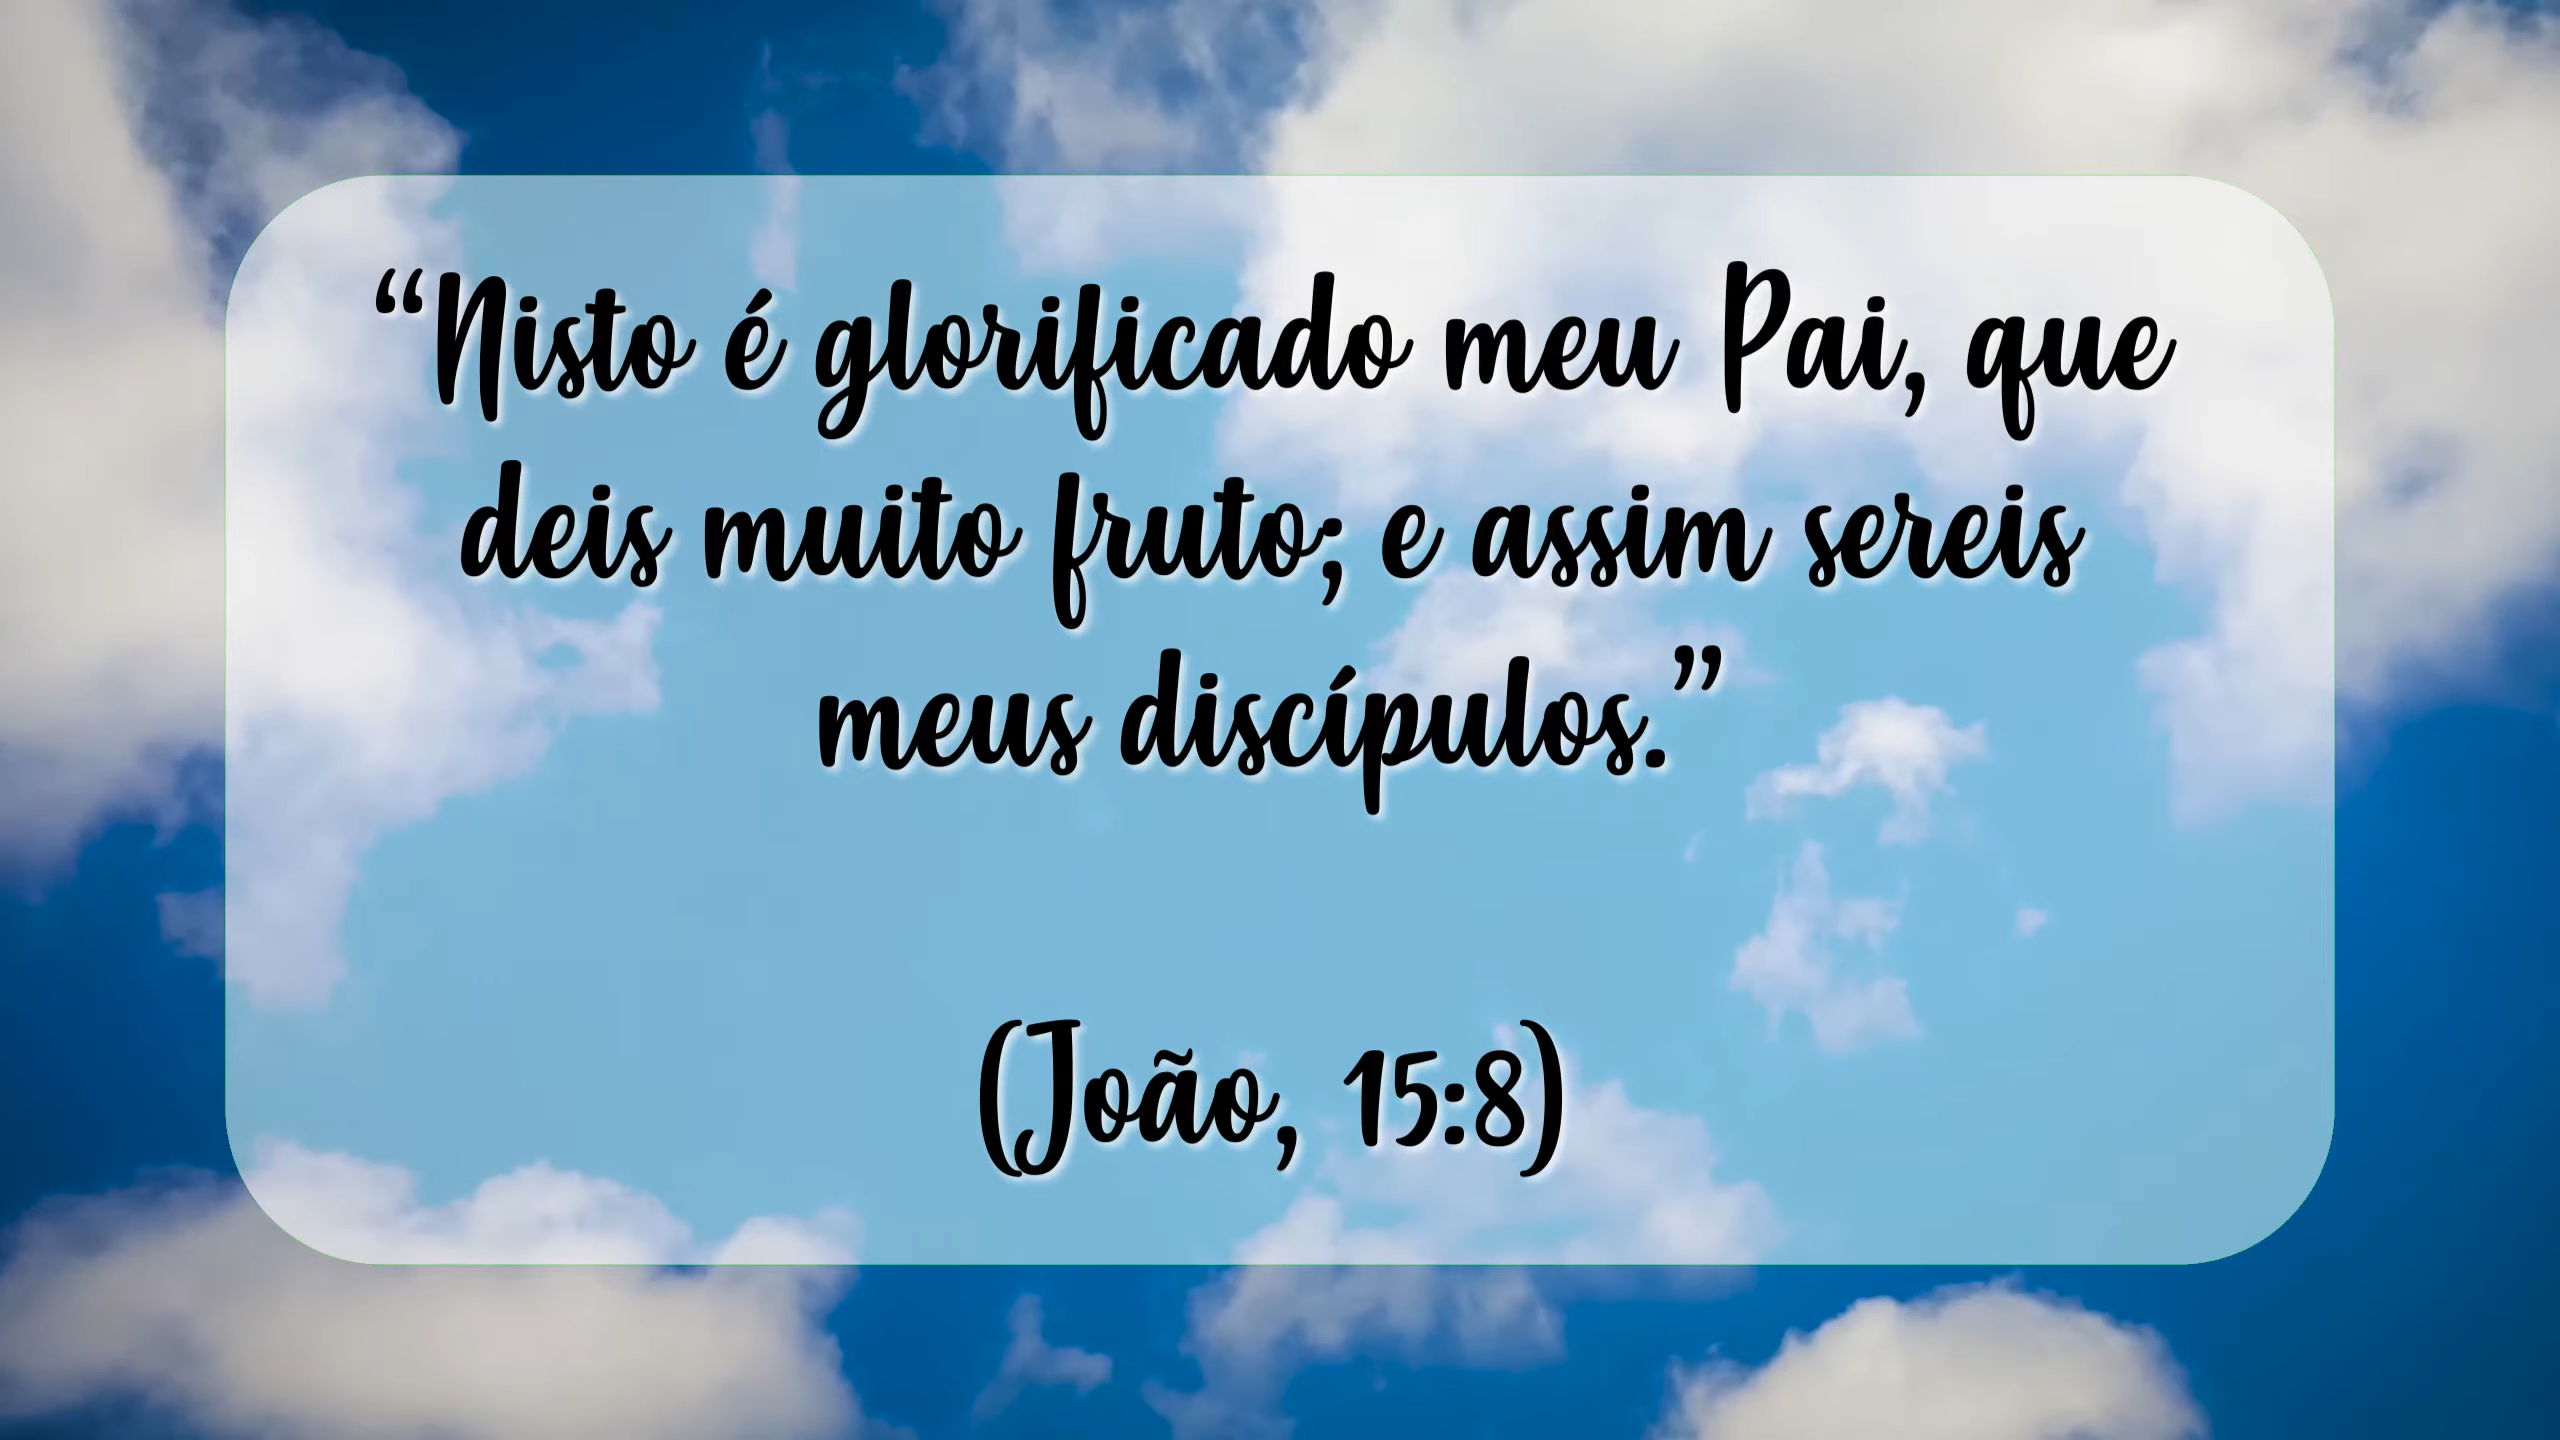 “Nisto é glorificado meu Pai, que
deis muito fruto; e assim sereis
meus discípulos.”
(João, 15:8)